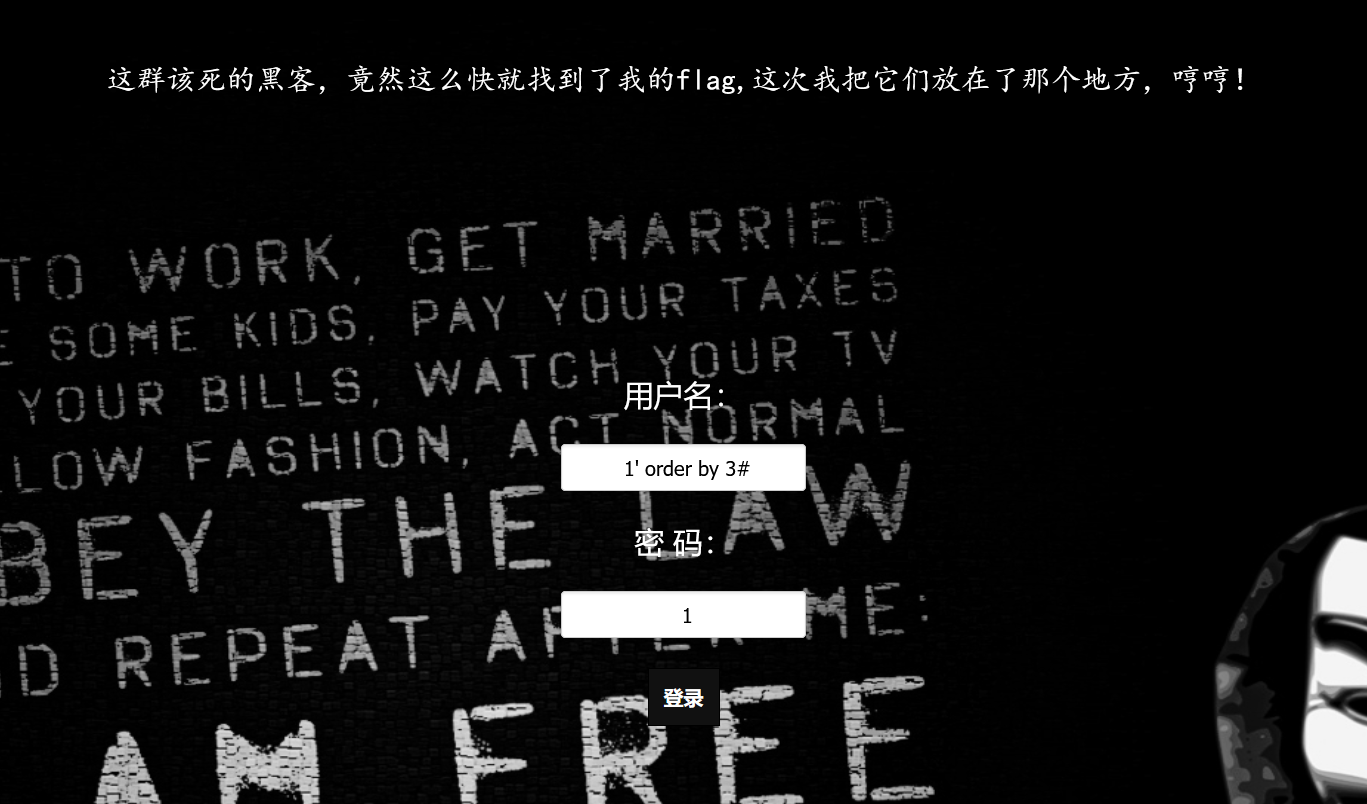 这群该死的黑客，竟然这么快就找到了我的flag,这次我把它们放在了那个地方，哼哼！
TO WORK, GET MARRIED
SOME KIDS, PAY YOUR TAXES
YOUR BILLS, WATCH YOUR TV
LOW FASHION, ACT NORMAL
BEY THE LAW
D REPEAT AFTER ME:
AM FREE
用户名：
1' order by 3#
密 码：
1
登录